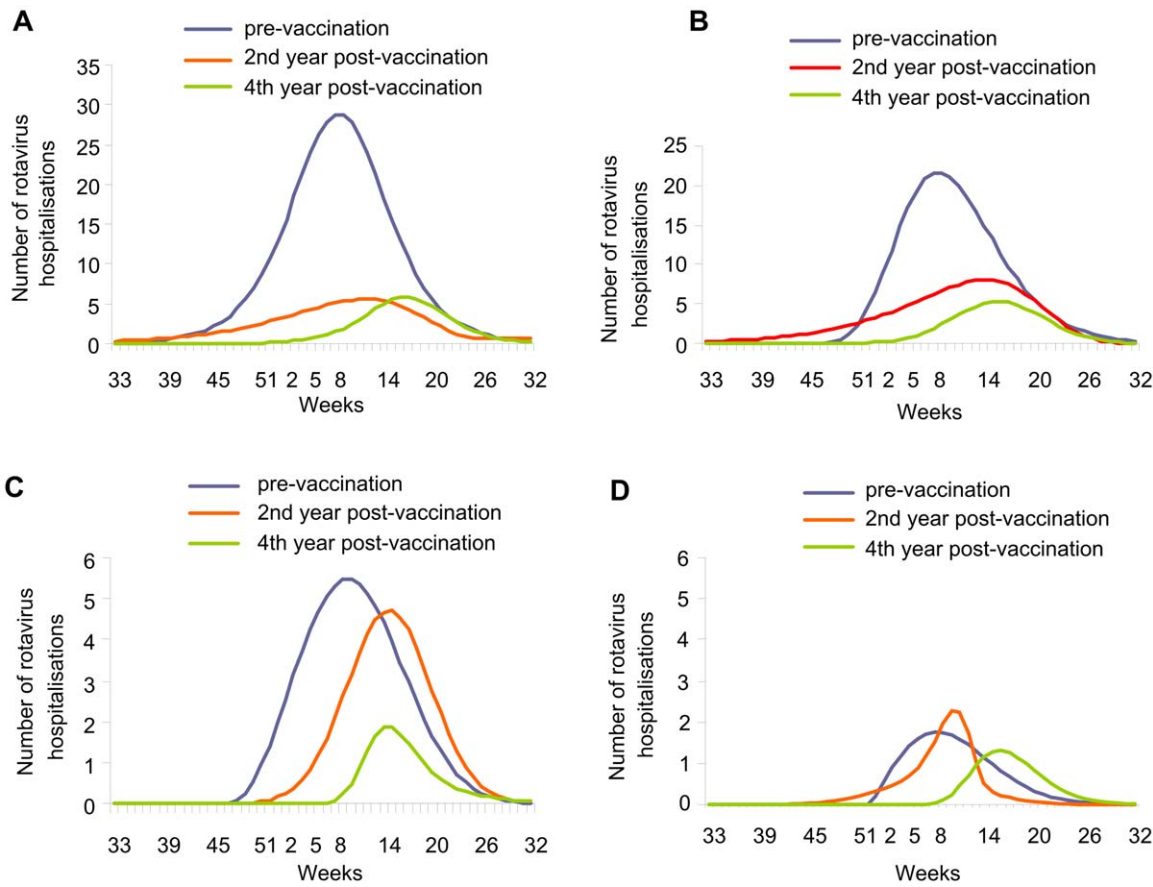 A
pre-vaccination
2nd year post-vaccination
4th year post-vaccination
Number of rotavirus
hospitalisations
35
30
25
20
15
10
5
0
33 39 45 51 2 5 8 14 20 26 32
Weeks
B
pre-vaccination
2nd year post-vaccination
4th year post-vaccination
Number of rotavirus
hospitalisations
25
20
15
10
5
0
33 39 45 51 2 5 8 14 20 26 32
Weeks
C
pre-vaccination
2nd year post-vaccination
4th year post-vaccination
Number of rotavirus
hospitalisations
6
5
4
3
2
1
0
33 39 45 51 2 5 8 14 20 26 32
Weeks
D
pre-vaccination
2nd year post-vaccination
4th year post-vaccination
Number of rotavirus
hospitalisations
6
5
4
3
2
1
0
33 39 45 51 2 5 8 14 20 26 32
Weeks